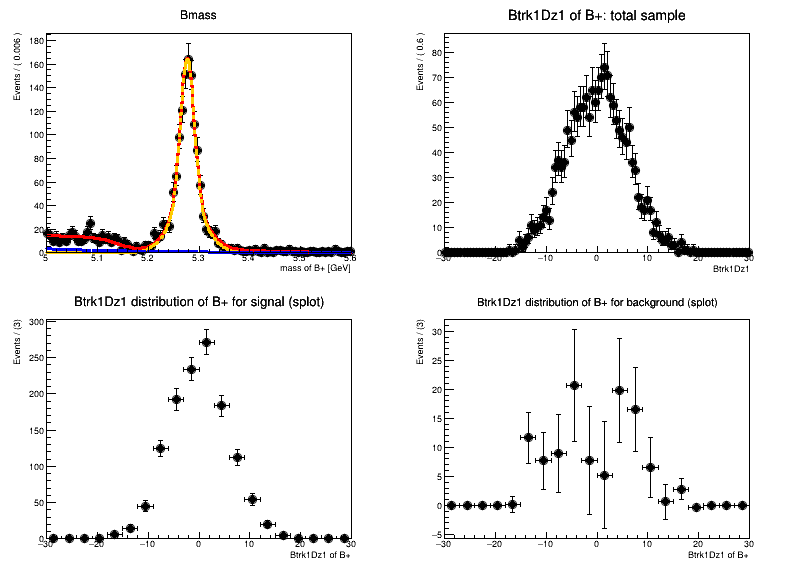 Bmass
Events / ( 0.006 )
180
160
140
120
100
80
60
40
20
0
5 5.1 5.2 5.3 5.4 5.5 5.6
mass of B+ [GeV]
Btrk1Dz1 of B+: total sample
Events / ( 0.6 )
80
70
60
50
40
30
20
10
0
−30 −20 −10 0 10 20 30
Btrk1Dz1
Btrk1Dz1 distribution of B+ for signal (splot)
Events / (3)
300
250
200
150
100
50
0
−30 −20 −10 0 10 20 30
Btrk1Dz1 of B+
Btrk1Dz1 distribution of B+ for background (splot)
Events / (3)
30
25
20
15
10
5
0
−5
−30 −20 −10 0 10 20 30
Btrk1Dz1 of B+